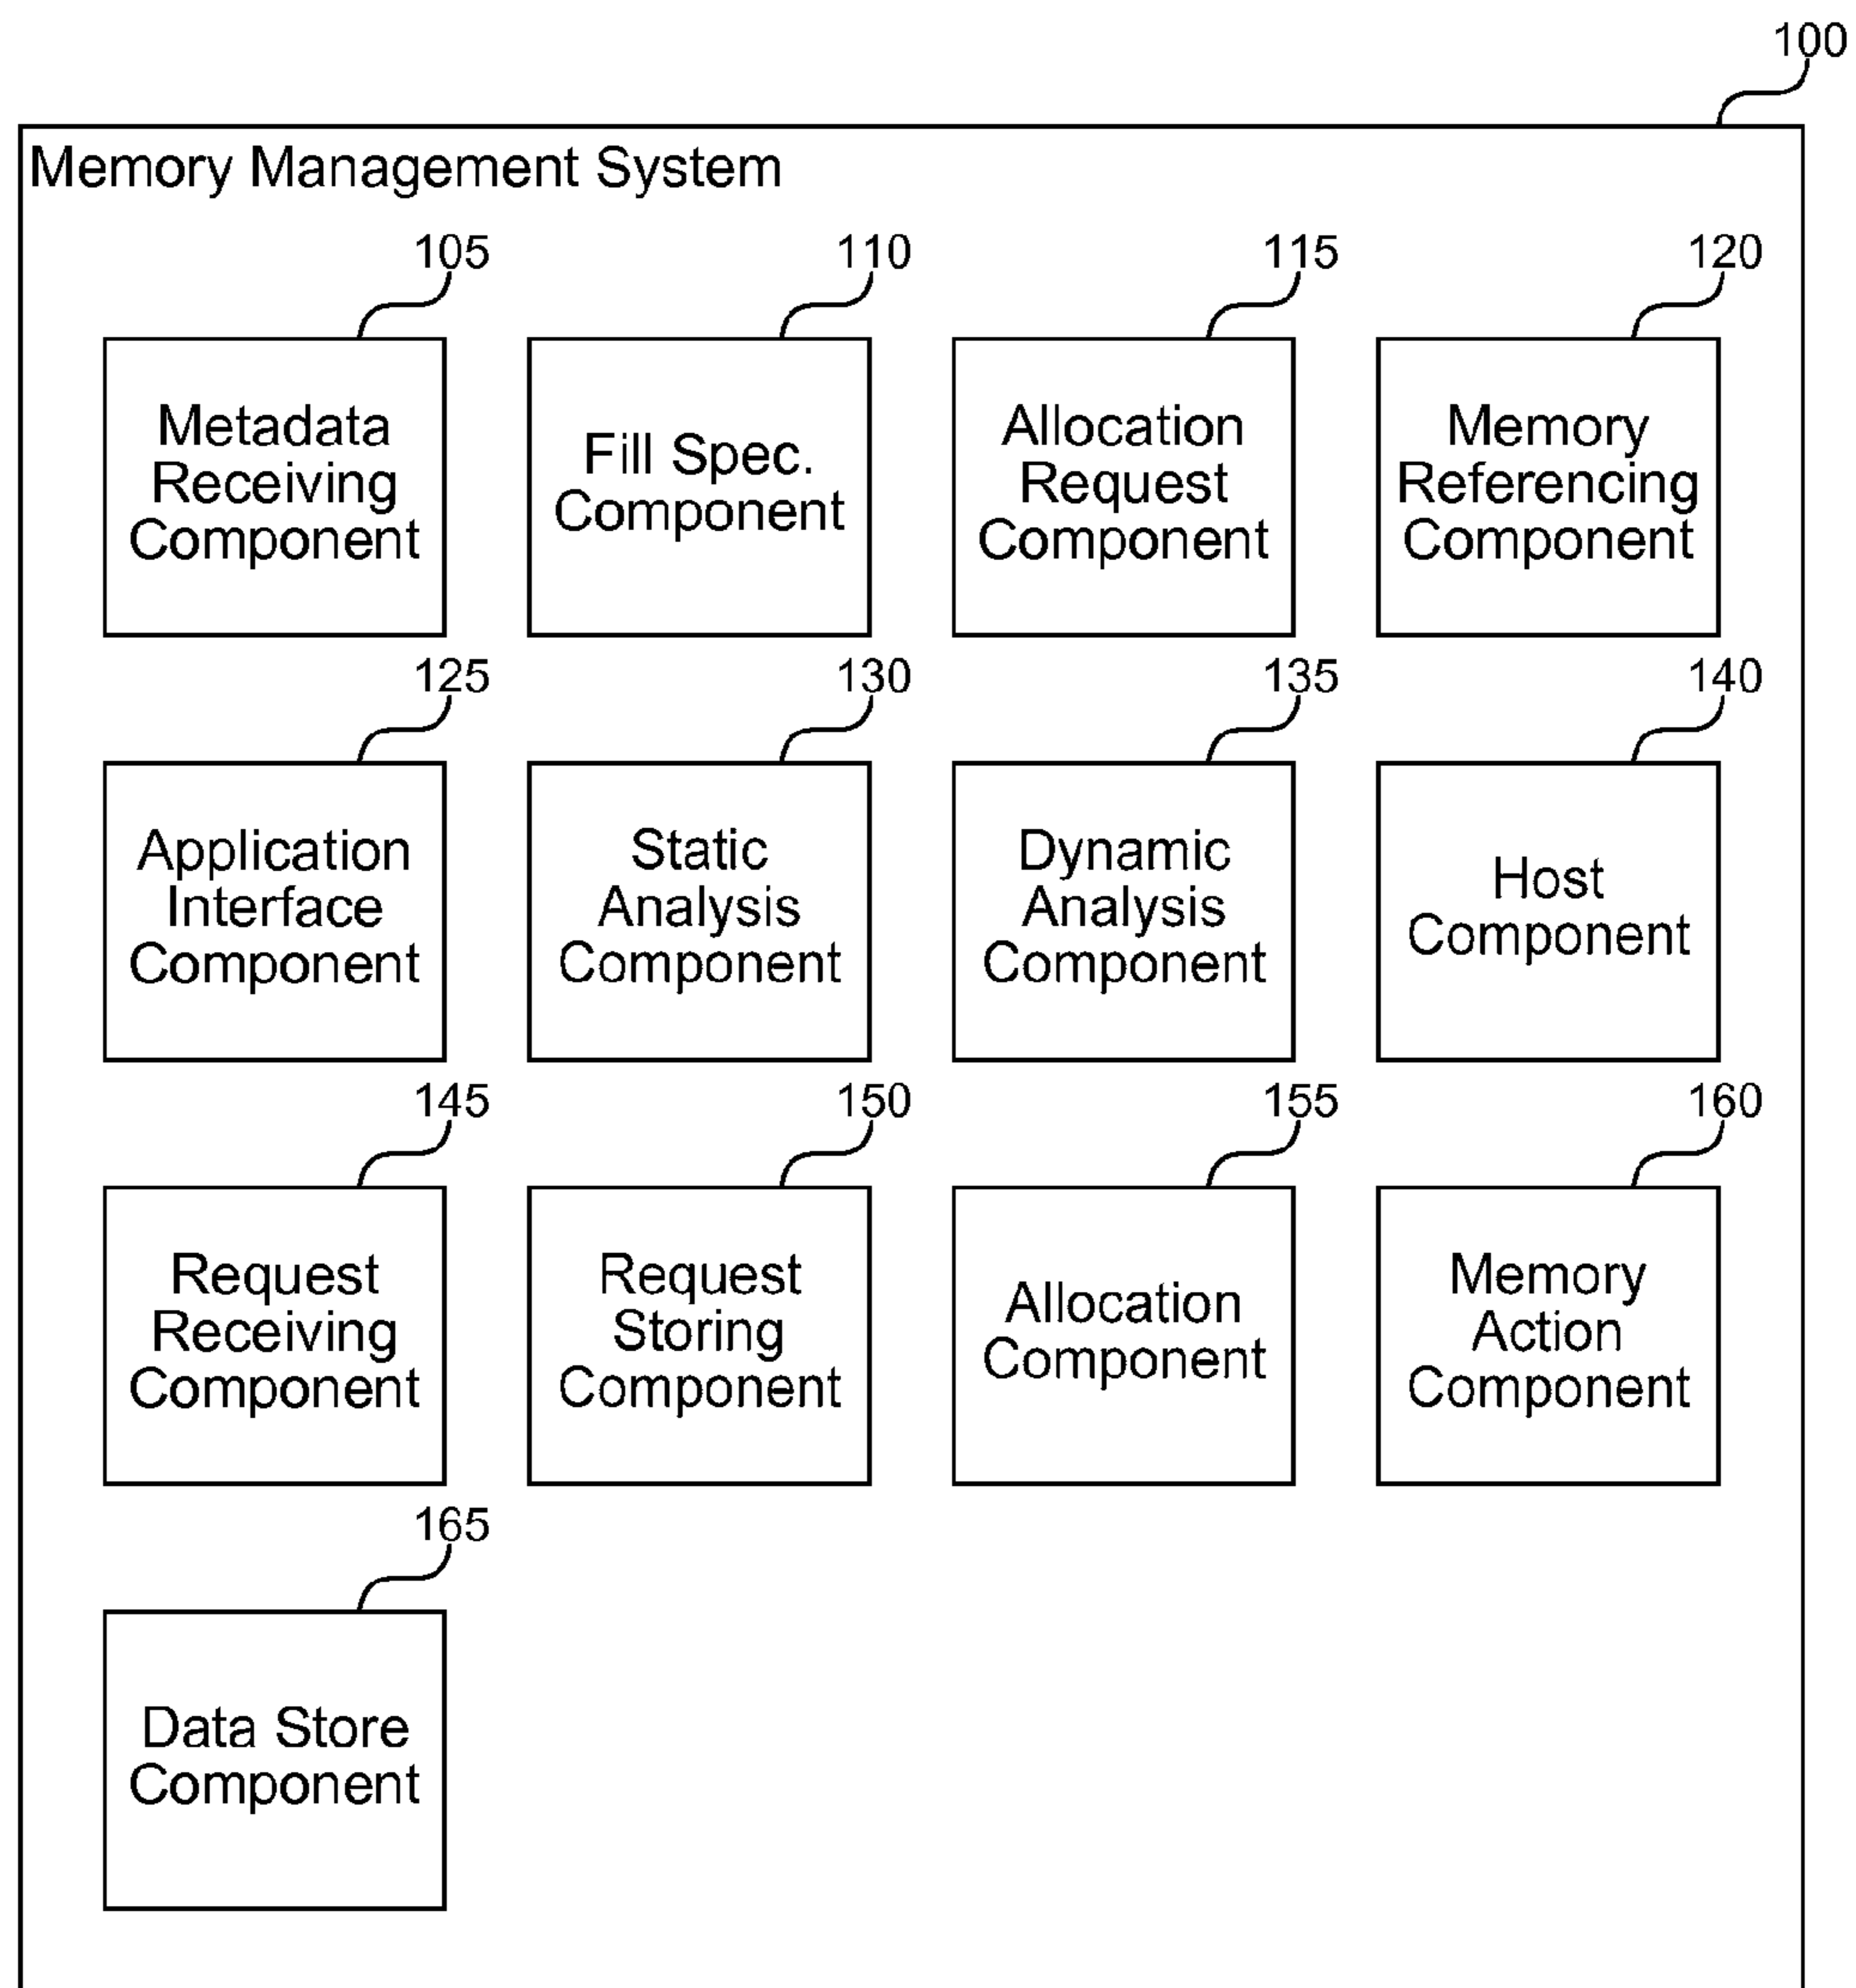 100
Memory Management System
105
110
115
120
Metadata
Receiving
Component
Fill Spec.
Component
Allocation
Request
Component
Memory
Referencing
Component
125
130
135
140
Application
Interface
Component
Static
Analysis
Component
Dynamic
Analysis
Component
Host
Component
145
150
155
160
Request
Receiving
Component
Request
Storing
Component
Allocation
Component
Memory
Action
Component
165
Data Store
Component